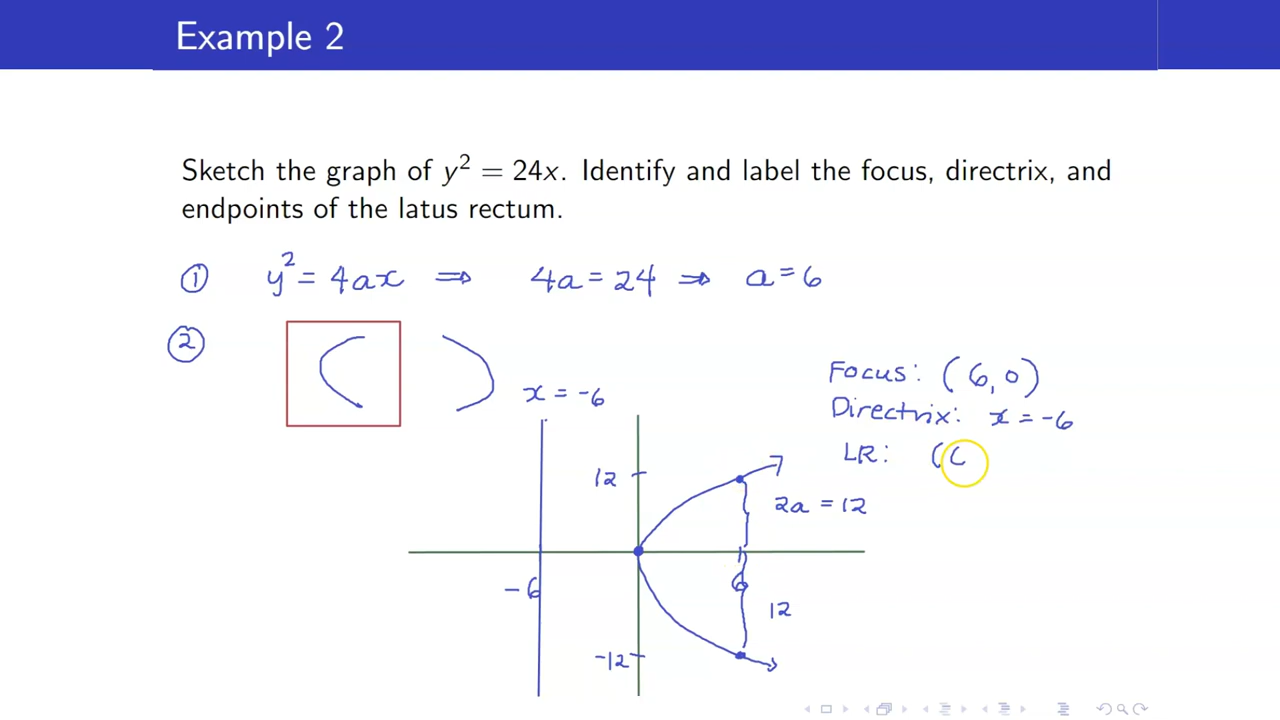 Example 2
Sketch the graph of y² = 24x. Identify and label the focus, directrix, and
endpoints of the latus rectum.
① y² = 4ax ⇒ 4a = 24 ⇒ a = 6
②
x = -6
Focus: (6, 0)
Directrix: x = -6
LR: (
12
2a = 12
-6
6
12
-12